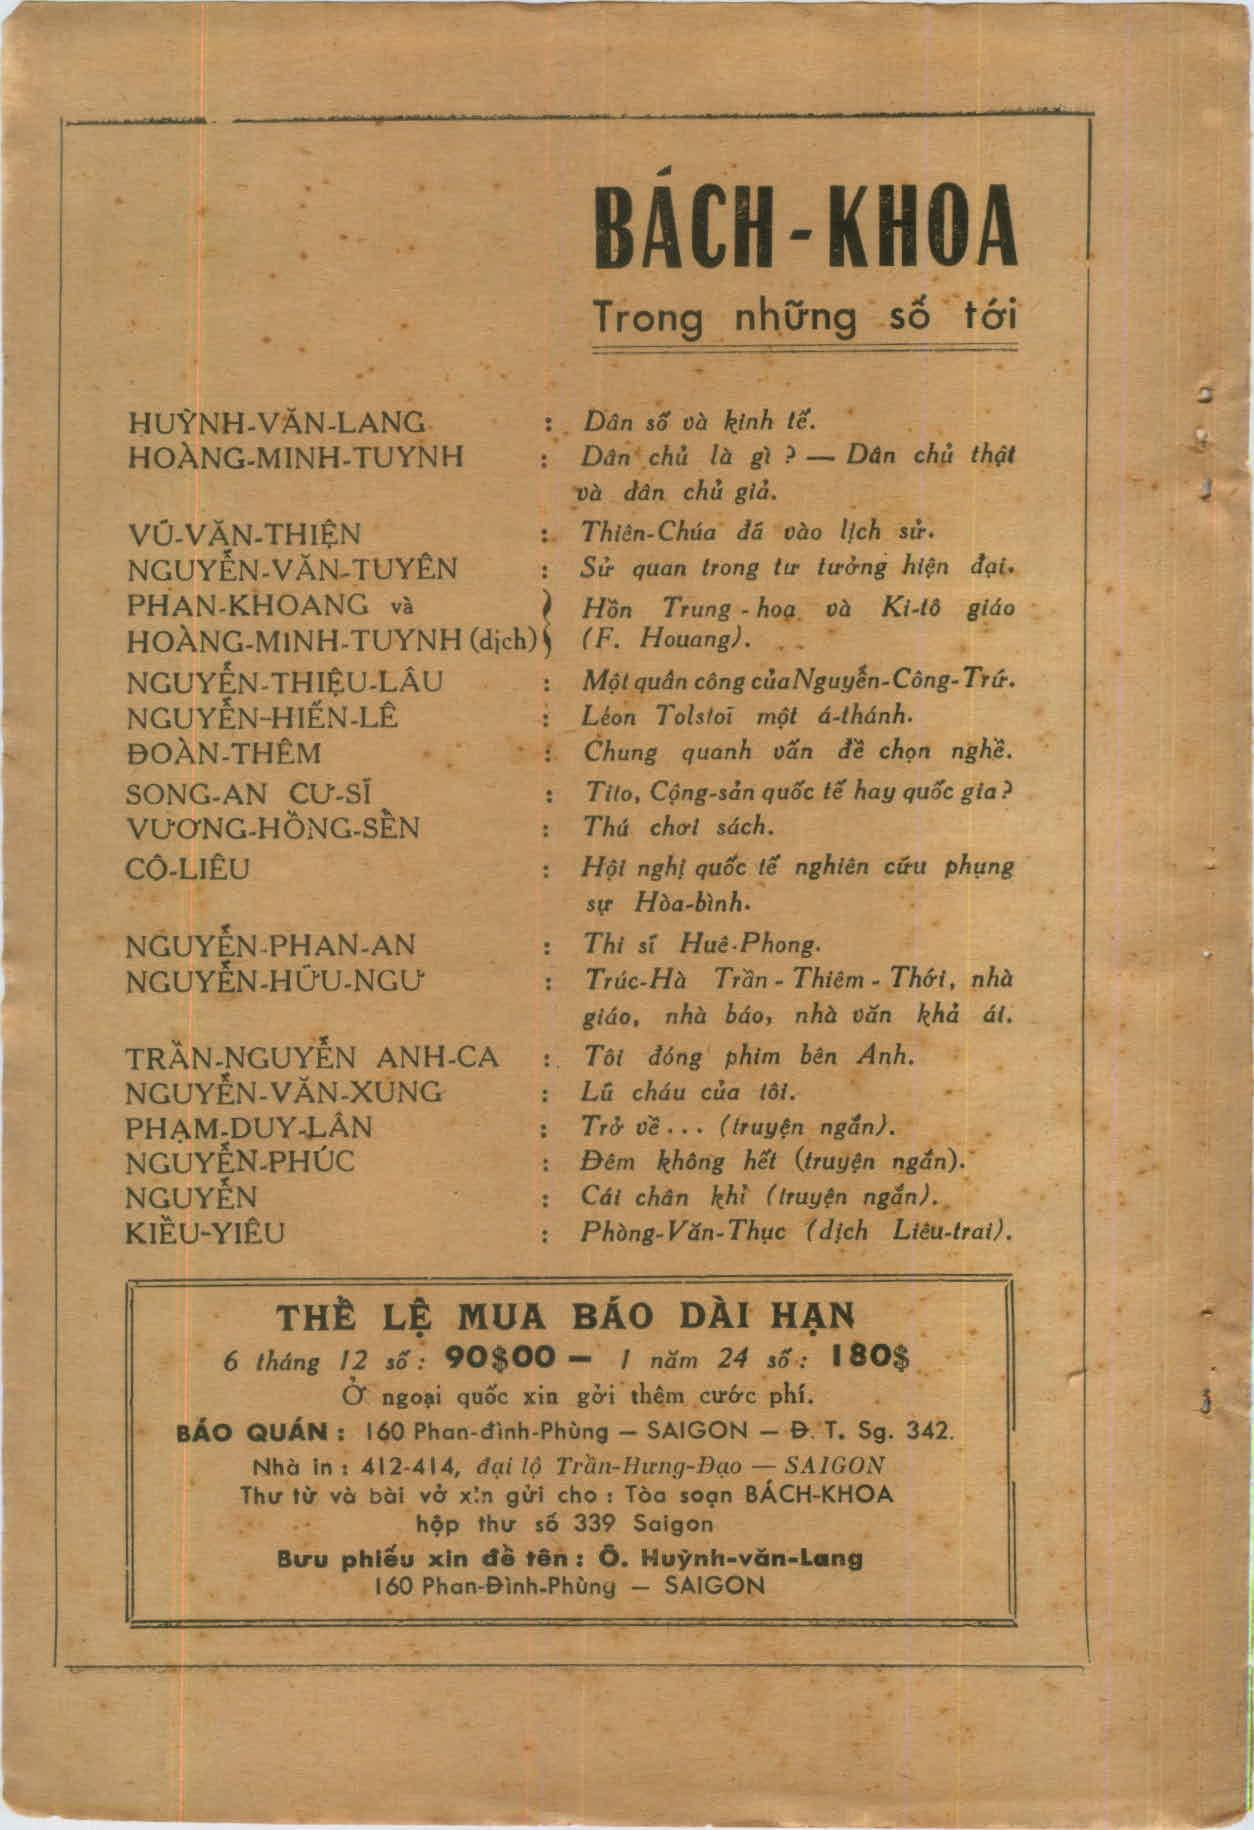 BÁCH-KHOA
Trong những số tới
HUỲNH-VĂN-LANG : Dân số và kinh tế.
HOÀNG-MINH-TUYNH : Dân chủ là gì ? — Dân chủ thật
và dân chủ giả.
VŨ-VĂN-THIỆN : Thiên-Chúa đã vào lịch sử.
NGUYỄN-VĂN-TUYÊN : Sử quan trong tư tưởng hiện đại.
PHAN-KHOANG và } Hồn Trung-hoa và Ki-tô giáo
HOÀNG-MINH-TUYNH (dịch) } (F. Houang).
NGUYỄN-THIỆU-LÂU : Một quân công của Nguyễn-Công-Trứ.
NGUYỄN-HIẾN-LÊ : Léon Tolstoï một á-thánh.
ĐOÀN-THÊM : Chung quanh vấn đề chọn nghề.
SONG-AN CƯ-SĨ : Tito, Cộng-sản quốc tế hay quốc gia ?
VƯƠNG-HỒNG-SỀN : Thú chơi sách.
CÔ-LIÊU : Hội nghị quốc tế nghiên cứu phụng
sự Hòa-bình.
NGUYỄN-PHAN-AN : Thi sĩ Huê-Phong.
NGUYỄN-HỮU-NGƯ : Trúc-Hà Trần-Thiêm-Thới, nhà
giáo, nhà báo, nhà văn khả ái.
TRẦN-NGUYỄN ANH-CA : Tôi đóng phim bên Anh.
NGUYỄN-VĂN-XUNG : Lũ cháu của tôi.
PHẠM-DUY-LÂN : Trở về... (truyện ngắn).
NGUYỄN-PHÚC : Đêm không hết (truyện ngắn).
NGUYỄN : Cái chân khỉ (truyện ngắn).
KIỀU-YIÊU : Phòng-Văn-Thục (dịch Liêu-trai).
THỀ LỆ MUA BÁO DÀI HẠN
6 tháng 12 số : 90$00 — 1 năm 24 số : 180$
Ở ngoại quốc xin gởi thêm cước phí.
BÁO QUÁN : 160 Phan-đình-Phùng — SAIGON — Đ. T. Sg. 342.
Nhà in : 412-414, đại lộ Trần-Hưng-Đạo — SAIGON
Thư từ và bài vở xin gửi cho : Tòa soạn BÁCH-KHOA
hộp thư số 339 Saigon
Bưu phiếu xin đề tên : Ô. Huỳnh-văn-Lang
160 Phan-Đình-Phùng — SAIGON